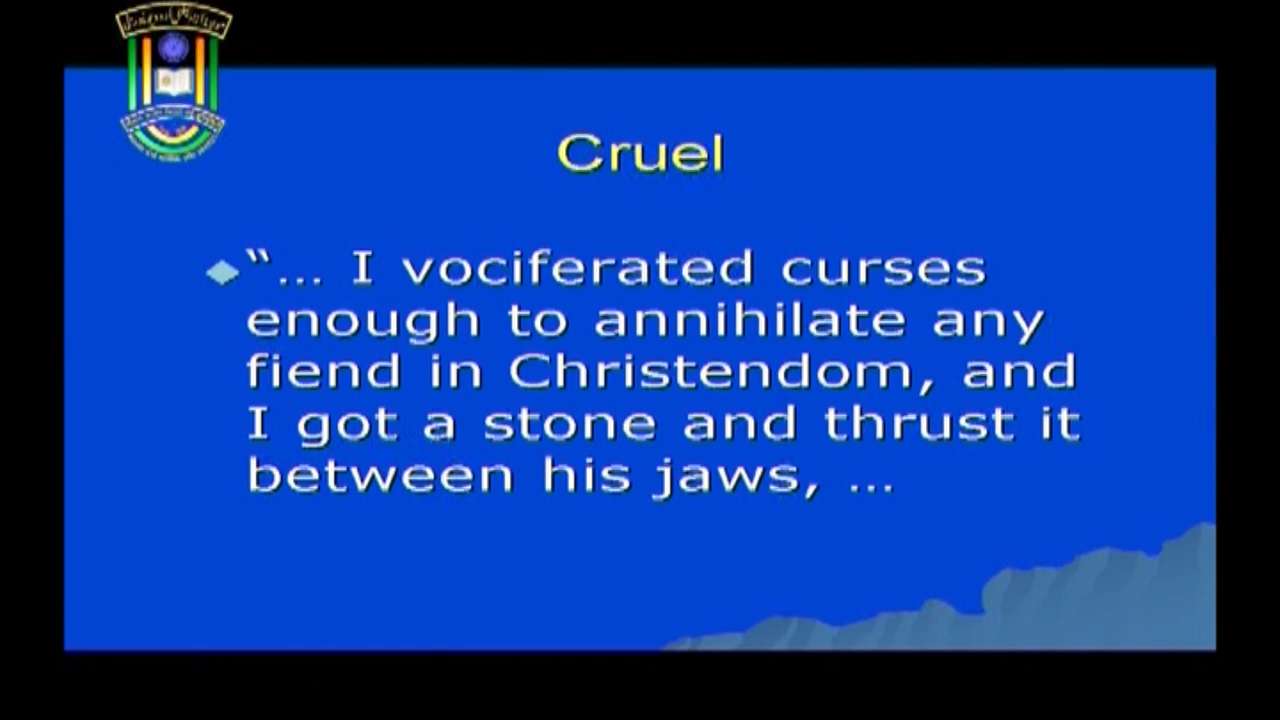 Cruel
“... I vociferated curses
enough to annihilate any
fiend in Christendom, and
I got a stone and thrust it
between his jaws, ...